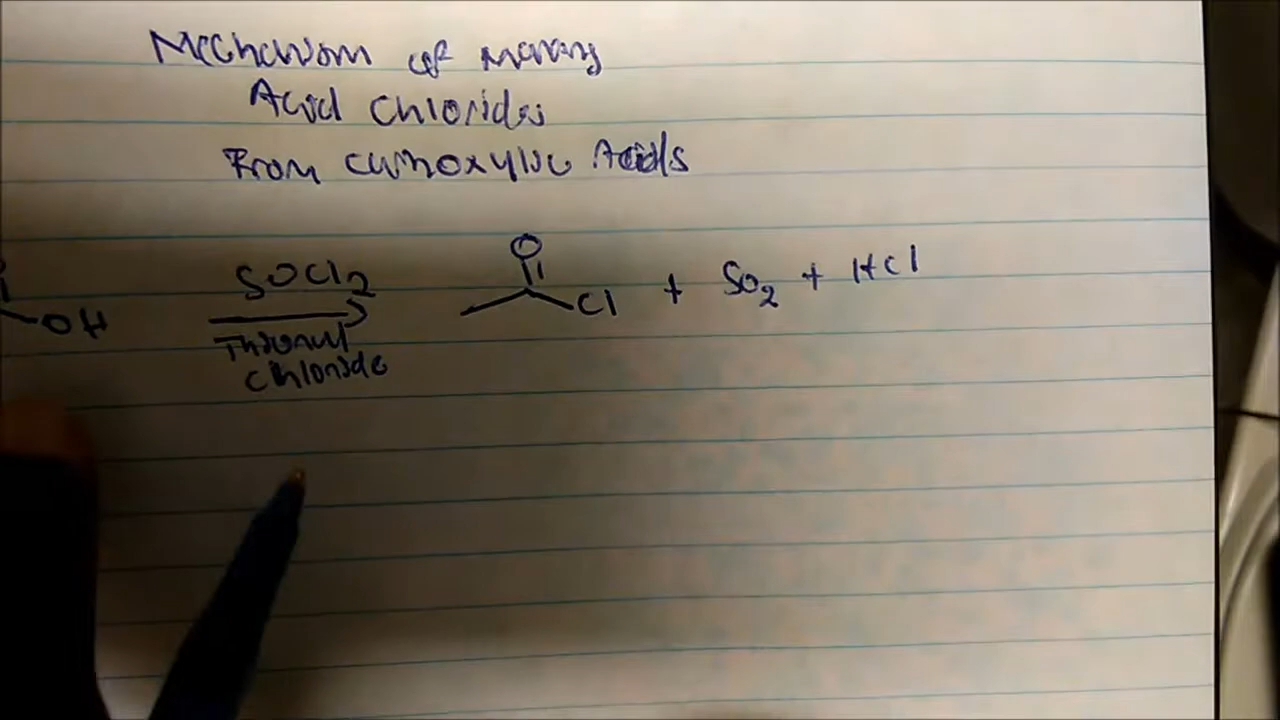 Mechanism of Making
Acid Chlorides
From Carboxylic Acids
O
SOCl2
OH
Thionyl
Chloride
Cl + SO2 + HCl